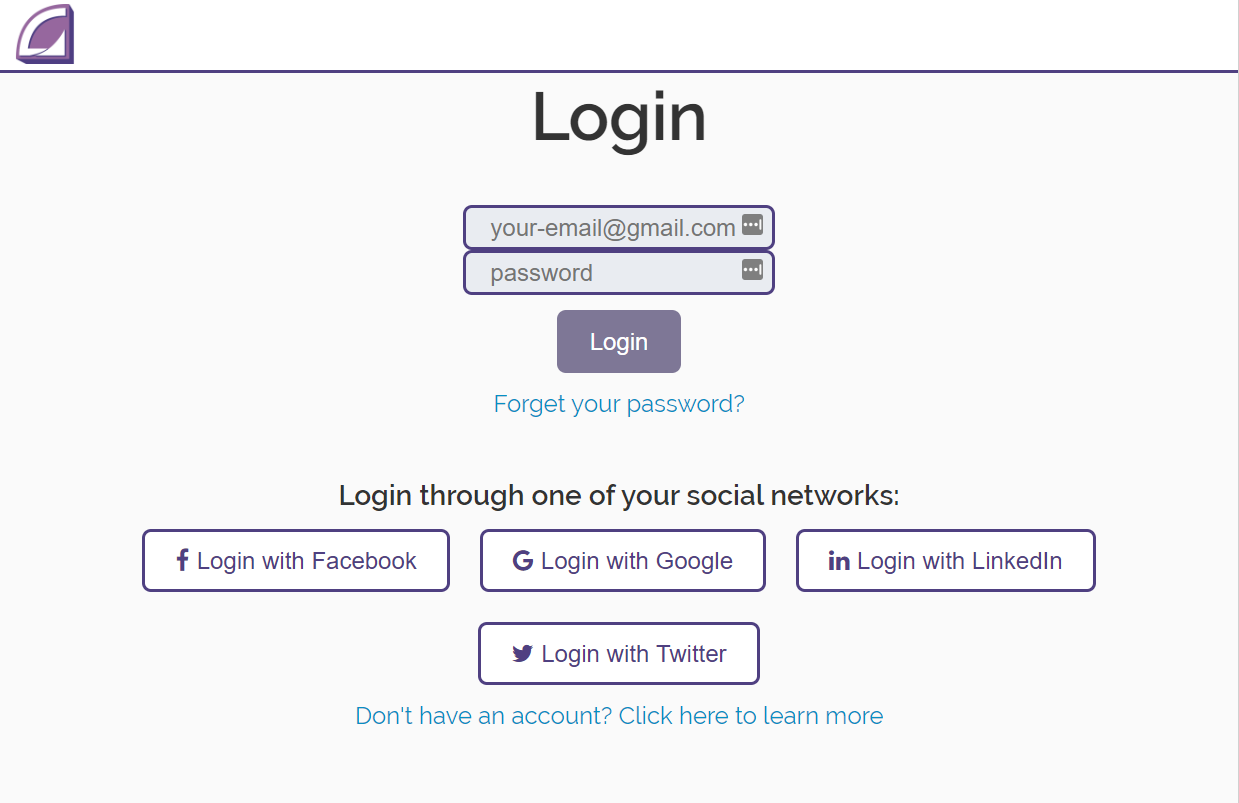 Login
your-email@gmail.com
password
Login
Forget your password?
Login through one of your social networks:
Login with Facebook
Login with Google
Login with LinkedIn
Login with Twitter
Don't have an account? Click here to learn more